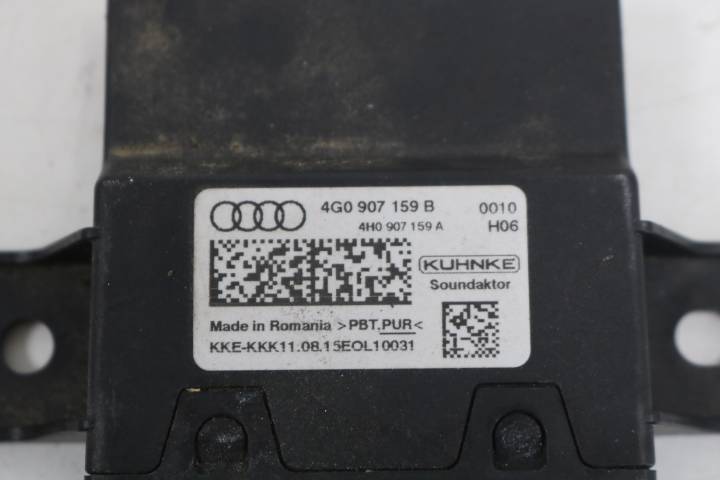 4G0 907 159 B 0010
4H0 907 159 A H06
KUHNKE
Soundaktor
Made in Romania >PBT.PUR<
KKE-KKK11.08.15EOL10031